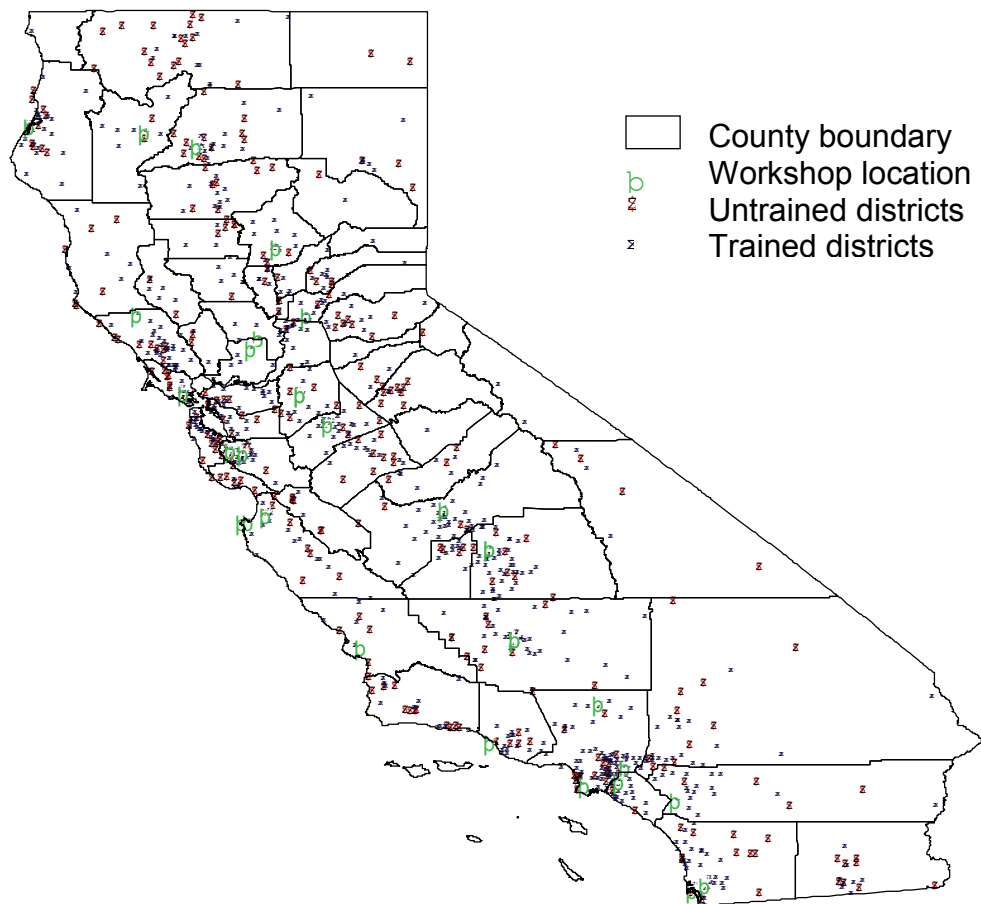 County boundary
Workshop location
Untrained districts
Trained districts